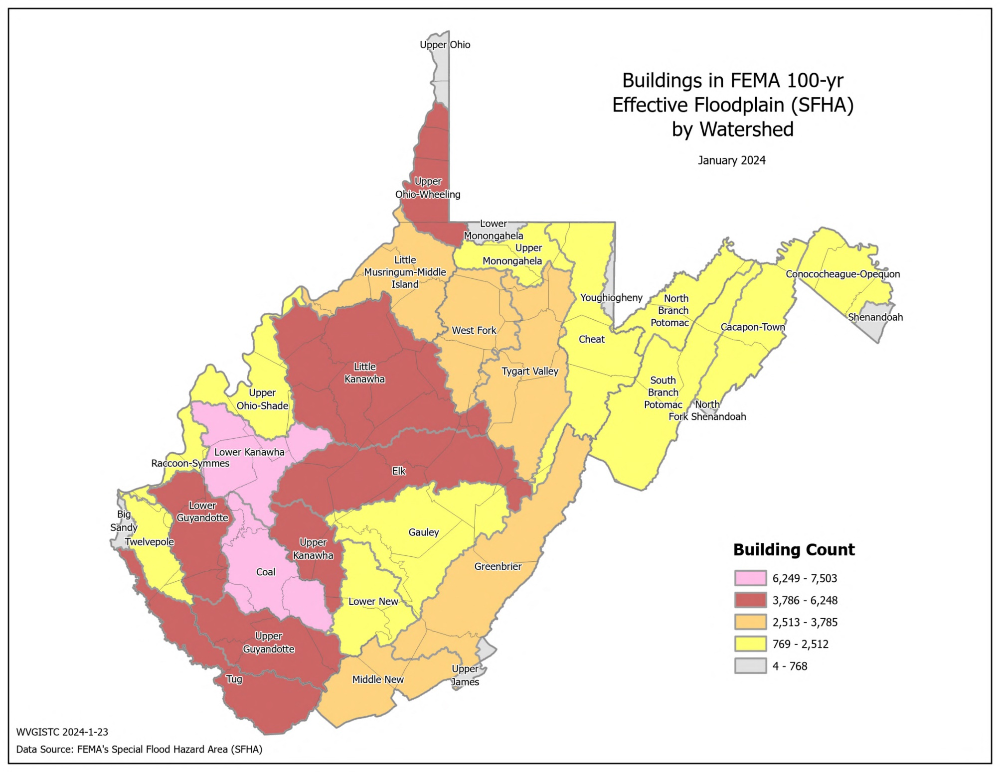 Buildings in FEMA 100-yr
Effective Floodplain (SFHA)
by Watershed
January 2024
Upper Ohio
Upper
Ohio-Wheeling
Lower
Monongahela
Upper
Monongahela
Little
Musringum-Middle
Island
Conococheague-Opequon
Youghiogheny
North
Branch
Potomac
Shenandoah
Cacapon-Town
West Fork
Cheat
Little
Kanawha
Tygart Valley
South
Branch
Potomac
North
Fork Shenandoah
Upper
Ohio-Shade
Lower Kanawha
Raccoon-Symmes
Elk
Lower
Guyandotte
Big
Sandy
Twelvepole
Gauley
Upper
Kanawha
Greenbrier
Coal
Lower New
Upper
Guyandotte
Tug
Middle New
Upper
James
Building Count
6,249 - 7,503
3,786 - 6,248
2,513 - 3,785
769 - 2,512
4 - 768
WVGISTC 2024-1-23
Data Source: FEMA's Special Flood Hazard Area (SFHA)